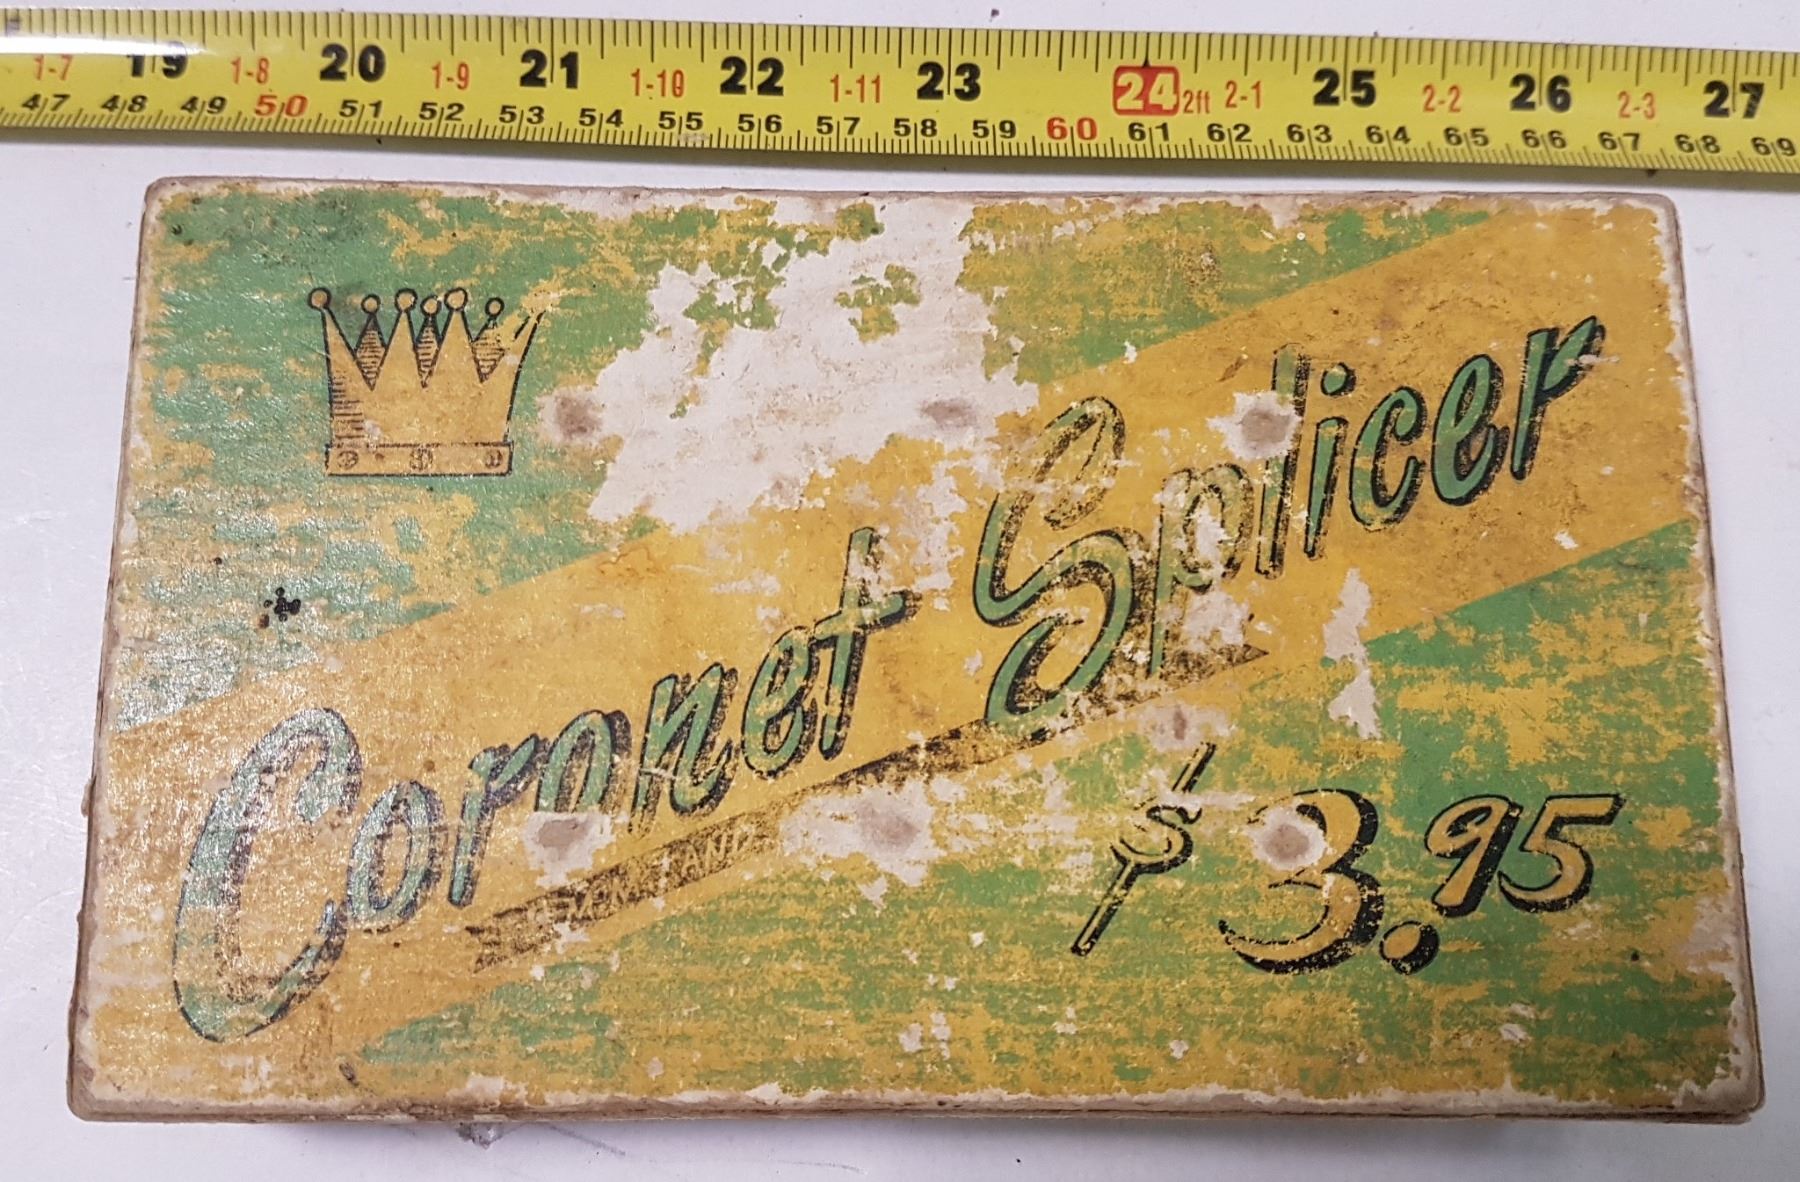 1-7 19 1-8 20 1-9 21 1-10 22 1-11 23 24 2ft 2-1 25 2-2 26 2-3 27
47 48 49 50 51 52 53 54 55 56 57 58 59 60 61 62 63 64 65 66 67 68 69
Coronet Splicer
AND
$3.95